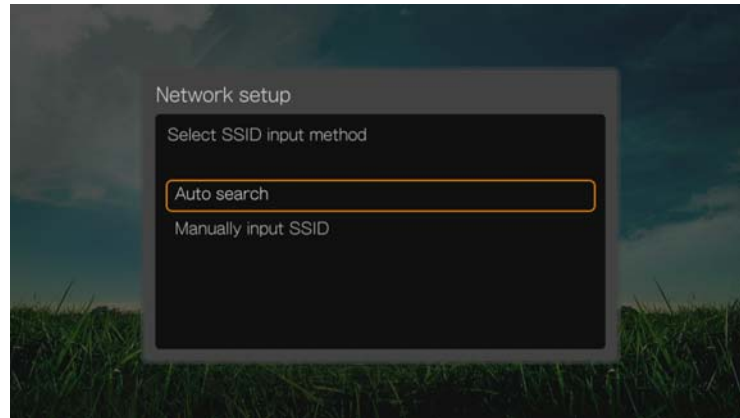 Network setup
Select SSID input method
Auto search
Manually input SSID